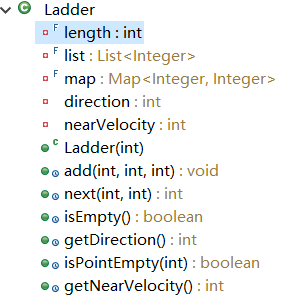 Ladder
F length : int
F list : List<Integer>
F map : Map<Integer, Integer>
direction : int
nearVelocity : int
C Ladder(int)
add(int, int, int) : void
next(int, int) : int
isEmpty() : boolean
getDirection() : int
isPointEmpty(int) : boolean
getNearVelocity() : int